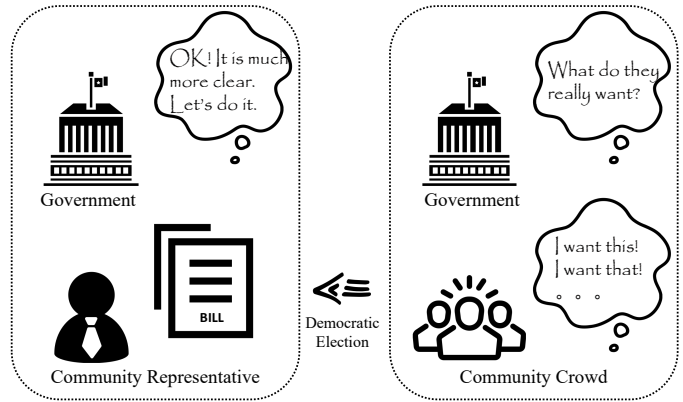 OK! It is much
more clear.
Let's do it.
Government
BILL
Community Representative
Democratic
Election
What do they
really want?
Government
I want this!
I want that!
。 。 。
Community Crowd